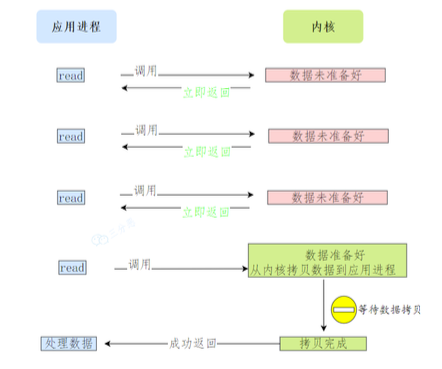 应用进程
内核
read
调用
数据未准备好
立即返回
read
调用
数据未准备好
立即返回
read
调用
数据未准备好
立即返回
read
调用
数据准备好
从内核拷贝数据到应用进程
等待数据拷贝
处理数据
成功返回
拷贝完成